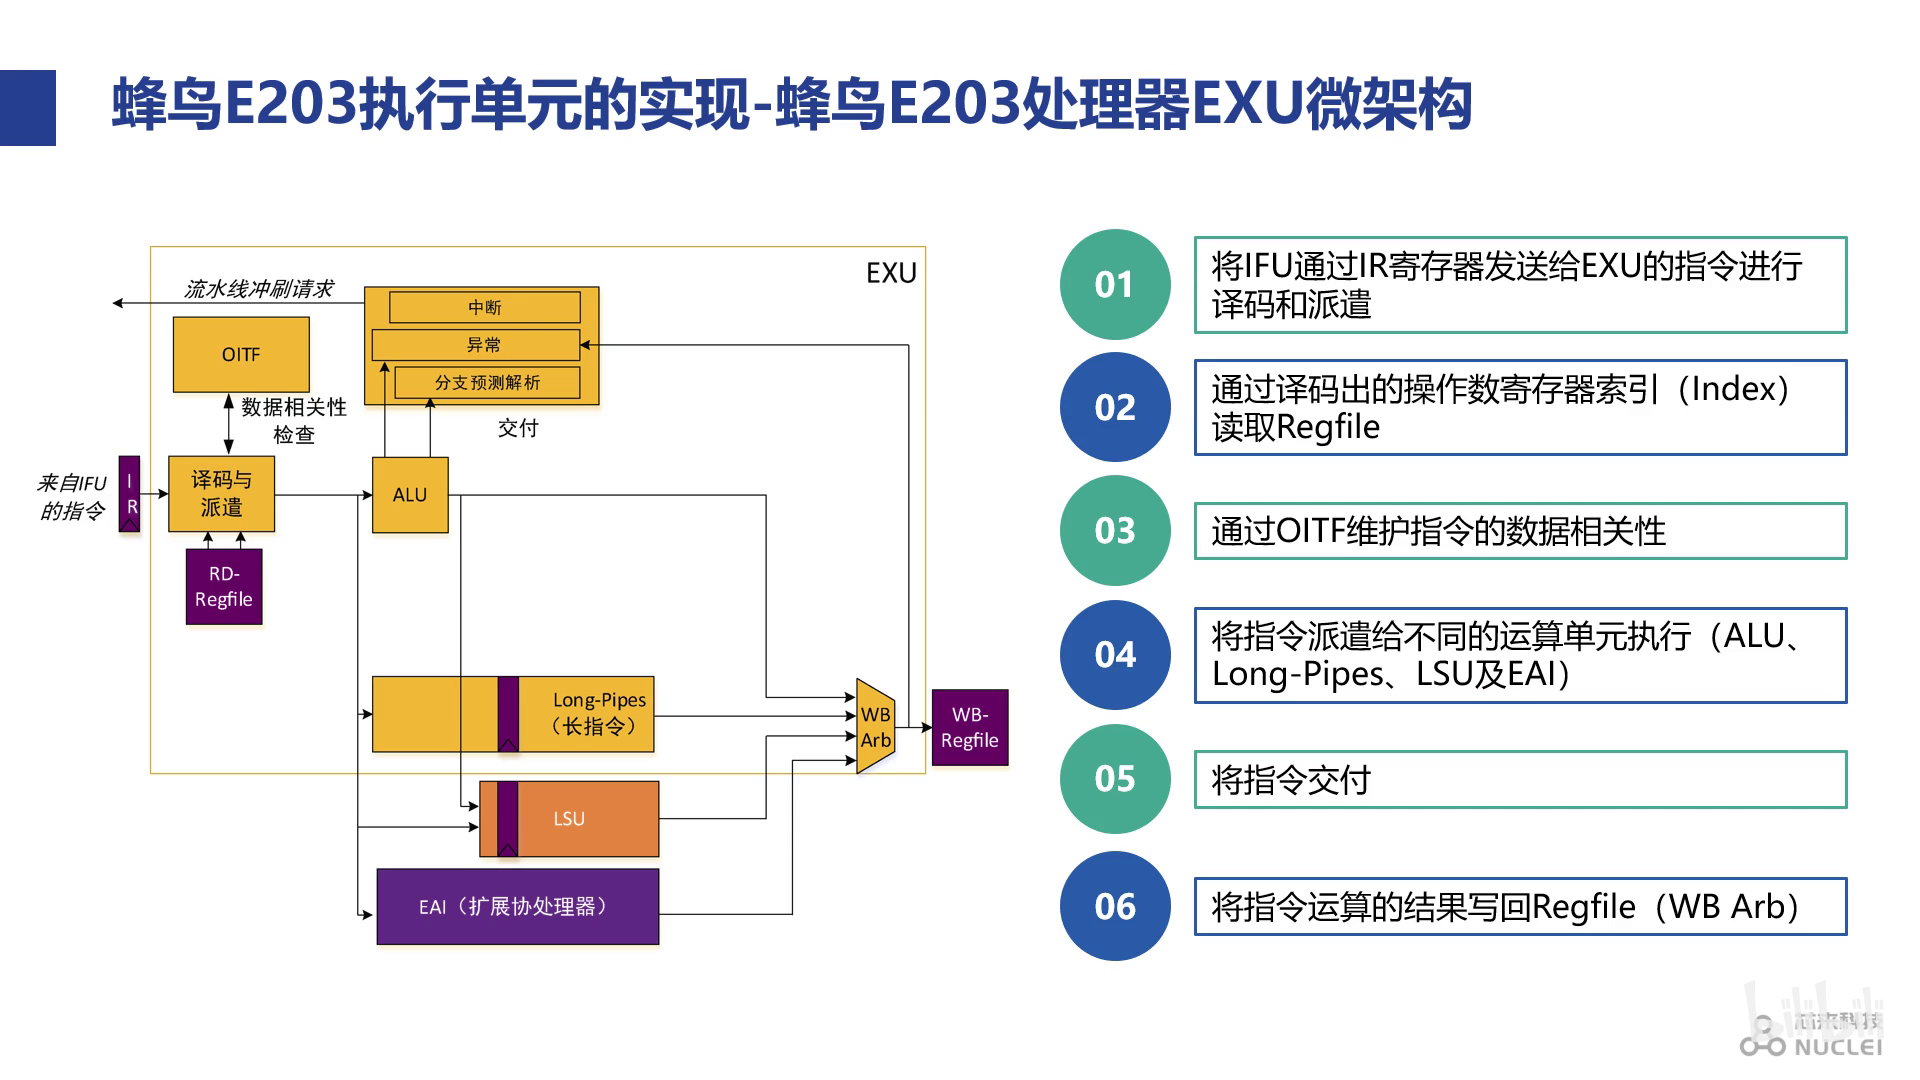 蜂鸟E203执行单元的实现-蜂鸟E203处理器EXU微架构
EXU
流水线冲刷请求
中断
异常
分支预测解析
交付
OITF
数据相关性
检查
来自IFU
的指令
I
R
译码与
派遣
ALU
RD-
Regfile
Long-Pipes
（长指令）
WB
Arb
WB-
Regfile
LSU
EAI（扩展协处理器）
01
将IFU通过IR寄存器发送给EXU的指令进行
译码和派遣
02
通过译码出的操作数寄存器索引（Index）
读取Regfile
03
通过OITF维护指令的数据相关性
04
将指令派遣给不同的运算单元执行（ALU、
Long-Pipes、LSU及EAI）
05
将指令交付
06
将指令运算的结果写回Regfile（WB Arb）
芯来科技
NUCLEI
bilibili